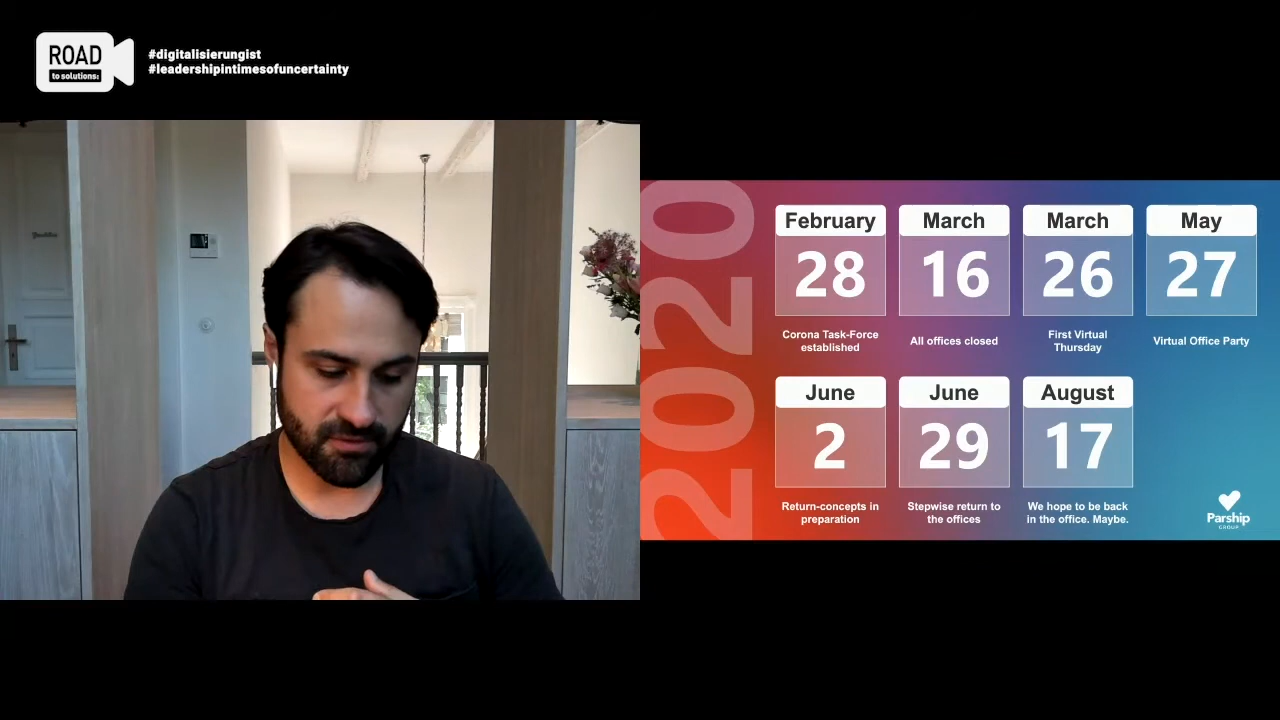 ROAD
to solutions:
#digitalisierungist
#leadershipintimesofuncertainty
2020
February
28
Corona Task-Force
established
March
16
All offices closed
March
26
First Virtual
Thursday
May
27
Virtual Office Party
June
2
Return-concepts in
preparation
June
29
Stepwise return to
the offices
August
17
We hope to be back
in the office. Maybe.
Parship
GROUP